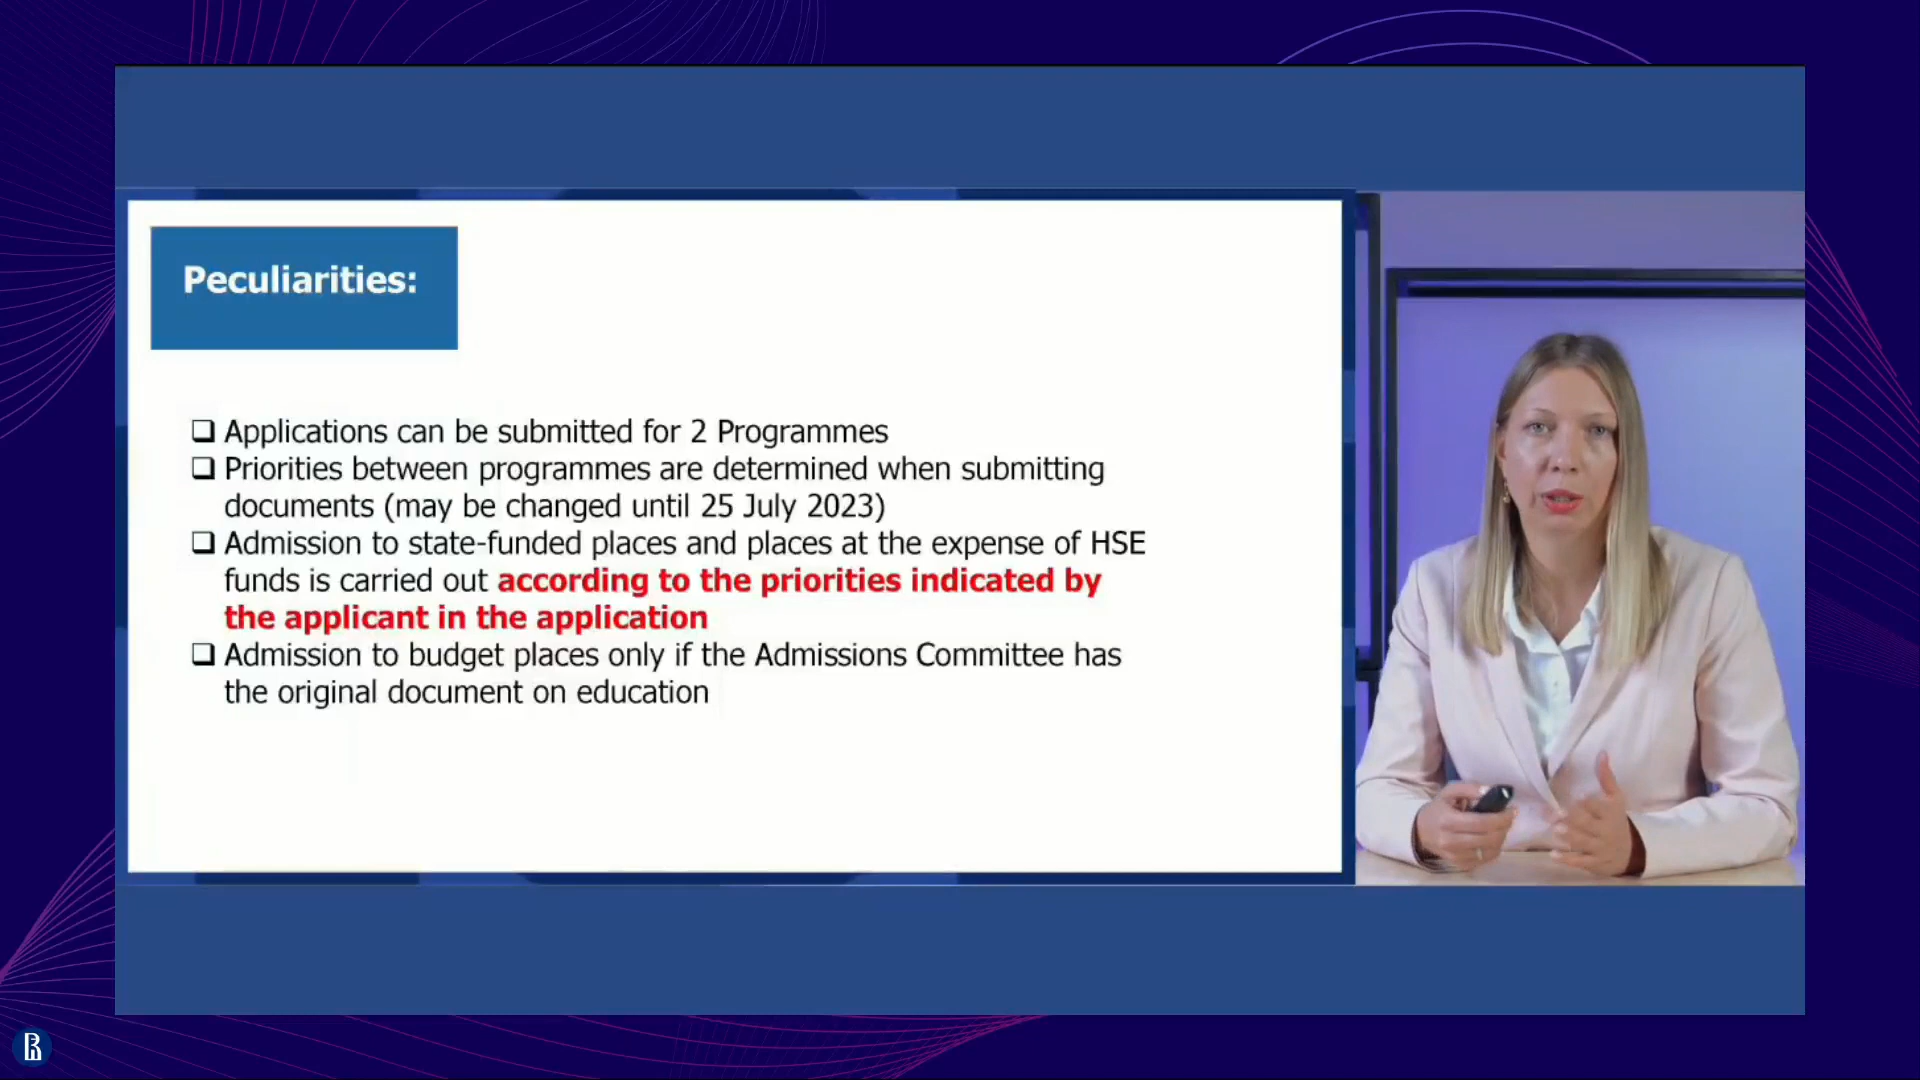 Peculiarities:
❑ Applications can be submitted for 2 Programmes
❑ Priorities between programmes are determined when submitting
documents (may be changed until 25 July 2023)
❑ Admission to state-funded places and places at the expense of HSE
funds is carried out according to the priorities indicated by
the applicant in the application
❑ Admission to budget places only if the Admissions Committee has
the original document on education